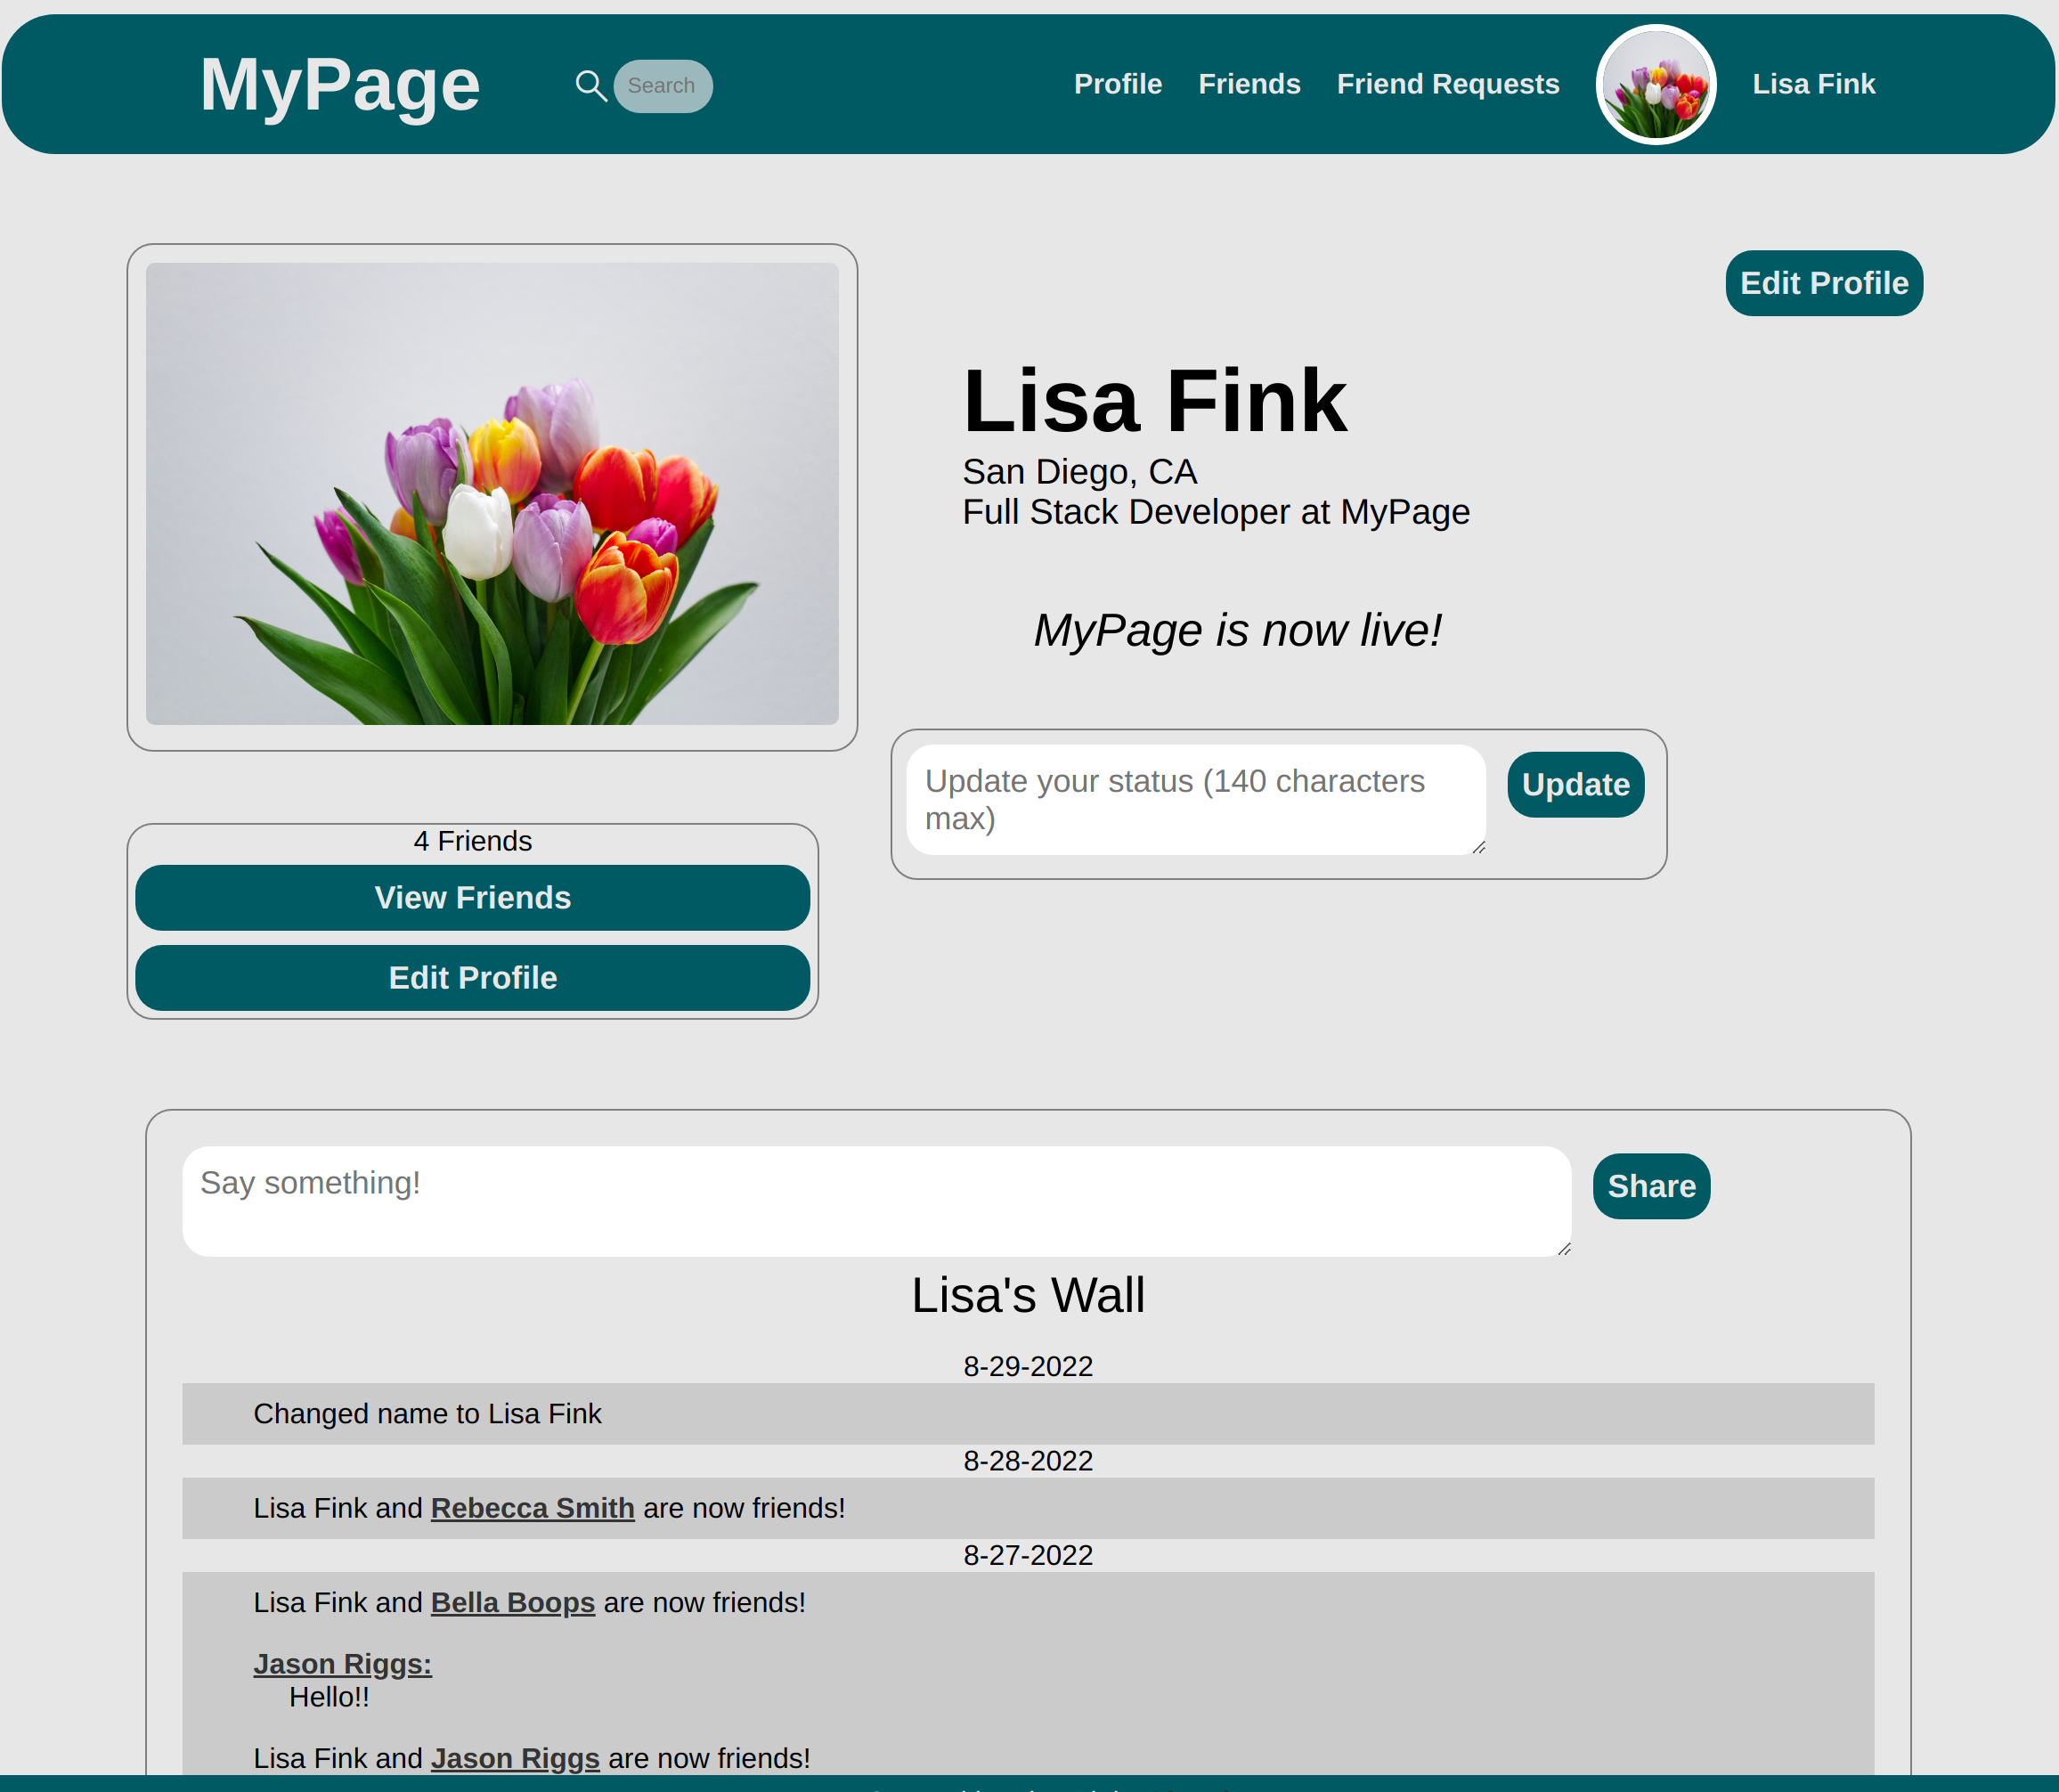 MyPage
Search
Profile Friends Friend Requests Lisa Fink
Edit Profile
Lisa Fink
San Diego, CA
Full Stack Developer at MyPage
MyPage is now live!
Update your status (140 characters
max)
Update
4 Friends
View Friends
Edit Profile
Say something!
Share
Lisa's Wall
8-29-2022
Changed name to Lisa Fink
8-28-2022
Lisa Fink and Rebecca Smith are now friends!
8-27-2022
Lisa Fink and Bella Boops are now friends!
Jason Riggs:
Hello!!
Lisa Fink and Jason Riggs are now friends!